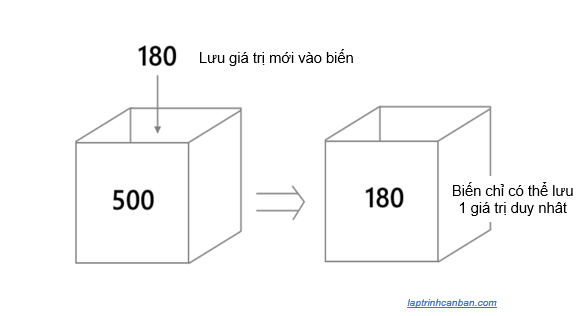 180 Lưu giá trị mới vào biến
500
180
Biến chỉ có thể lưu
1 giá trị duy nhât
laptrinhcanban.com